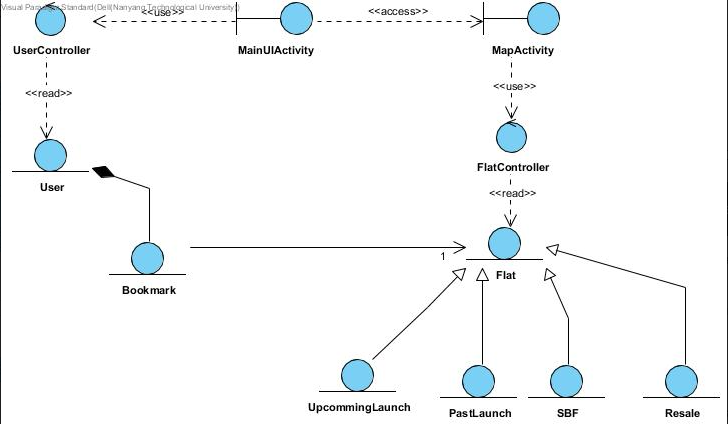 Visual Paradigm Standard(Dell(Nanyang Technological University))
<<use>>
<<access>>
UserController
MainUIActivity
MapActivity
<<read>>
<<use>>
FlatController
User
<<read>>
1
Flat
Bookmark
UpcommingLaunch
PastLaunch
SBF
Resale